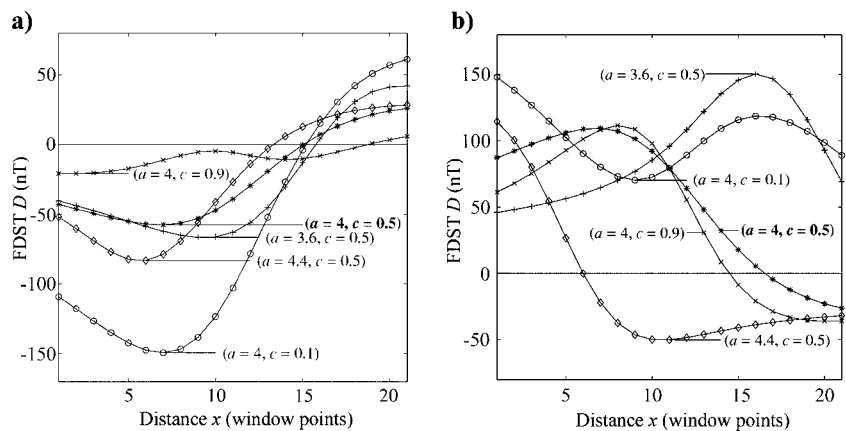 a)
FDST D (nT)
50
0
-50
-100
-150
(a = 4, c = 0.9)
(a = 4, c = 0.5)
(a = 3.6, c = 0.5)
(a = 4.4, c = 0.5)
(a = 4, c = 0.1)
5
10
15
20
Distance x (window points)
b)
FDST D (nT)
150
100
50
0
-50
(a = 3.6, c = 0.5)
(a = 4, c = 0.1)
(a = 4, c = 0.9)
(a = 4, c = 0.5)
(a = 4.4, c = 0.5)
5
10
15
20
Distance x (window points)